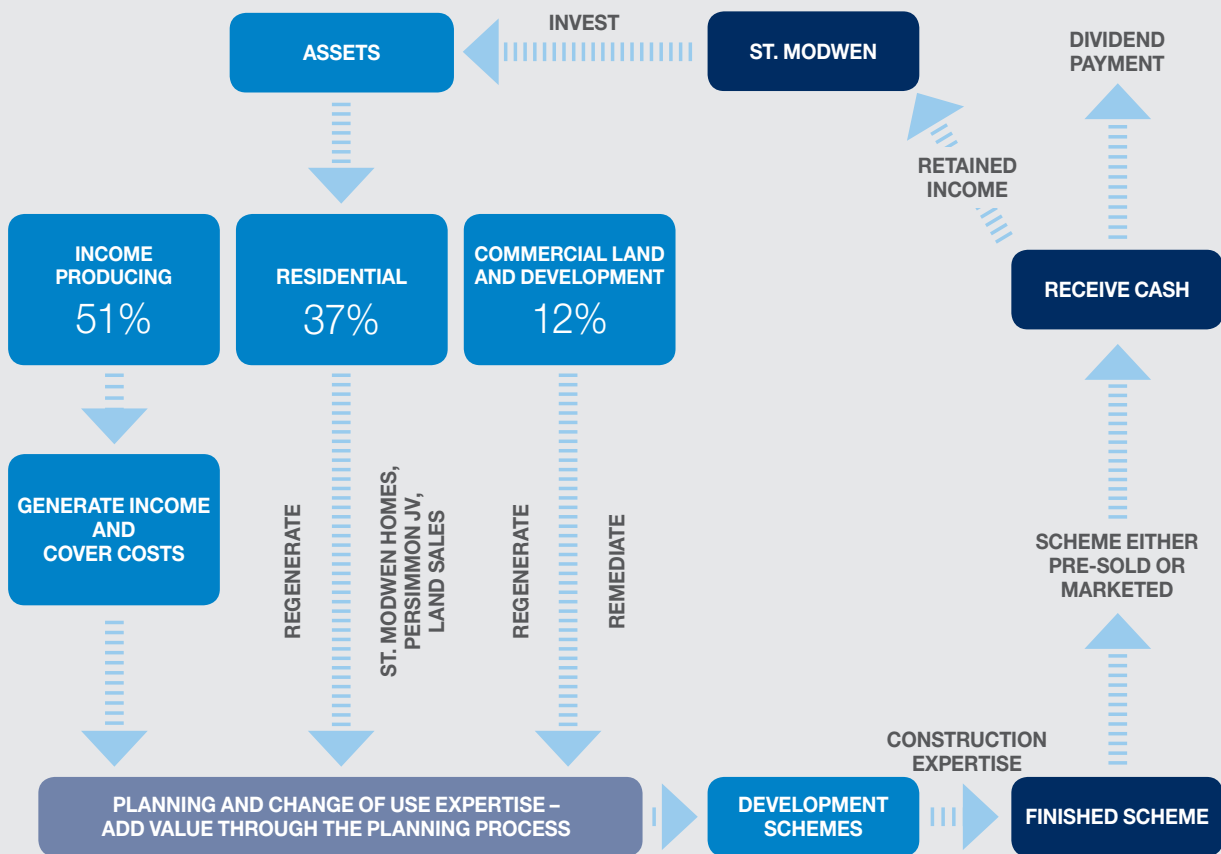 INVEST
ASSETS
ST. MODWEN
DIVIDEND
PAYMENT
RETAINED
INCOME
INCOME
PRODUCING
51%
RESIDENTIAL
37%
COMMERCIAL LAND
AND DEVELOPMENT
12%
RECEIVE CASH
GENERATE INCOME
AND
COVER COSTS
REGENERATE
ST. MODWEN HOMES,
PERSIMMON JV,
LAND SALES
REGENERATE
REMEDIATE
SCHEME EITHER
PRE-SOLD OR
MARKETED
CONSTRUCTION
EXPERTISE
PLANNING AND CHANGE OF USE EXPERTISE –
ADD VALUE THROUGH THE PLANNING PROCESS
DEVELOPMENT
SCHEMES
FINISHED SCHEME